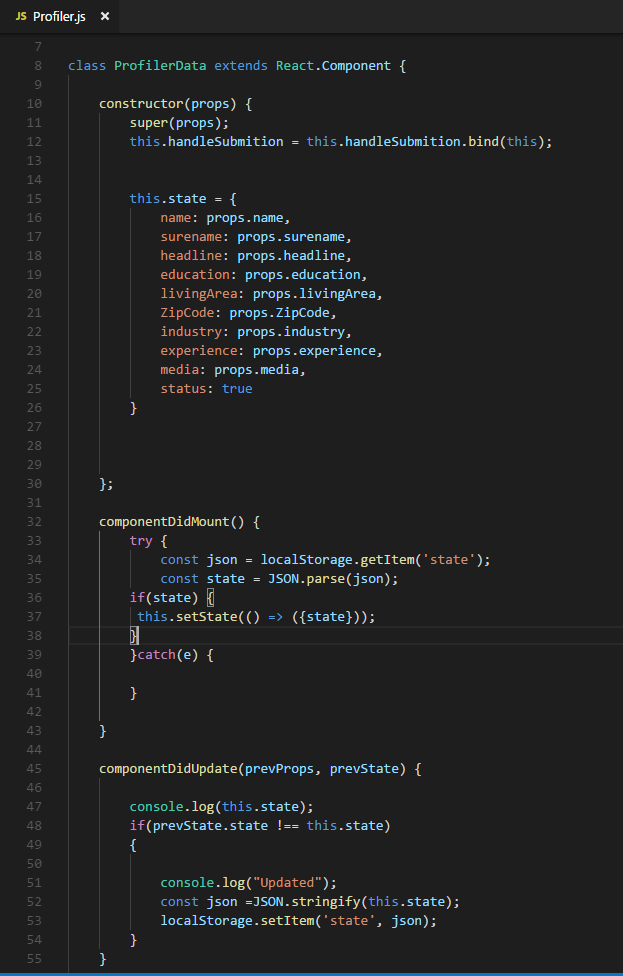 JS Profiler.js ×
7
8 class ProfilerData extends React.Component {
9
10 constructor(props) {
11 super(props);
12 this.handleSubmition = this.handleSubmition.bind(this);
13
14
15 this.state = {
16 name: props.name,
17 surename: props.surename,
18 headline: props.headline,
19 education: props.education,
20 livingArea: props.livingArea,
21 ZipCode: props.ZipCode,
22 industry: props.industry,
23 experience: props.experience,
24 media: props.media,
25 status: true
26 }
27
28
29
30 };
31
32 componentDidMount() {
33 try {
34 const json = localStorage.getItem('state');
35 const state = JSON.parse(json);
36 if(state) {
37 this.setState(() => ({state}));
38 }
39 }catch(e) {
40
41 }
42
43 }
44
45 componentDidUpdate(prevProps, prevState) {
46
47 console.log(this.state);
48 if(prevState.state !== this.state)
49 {
50
51 console.log("Updated");
52 const json =JSON.stringify(this.state);
53 localStorage.setItem('state', json);
54 }
55 }